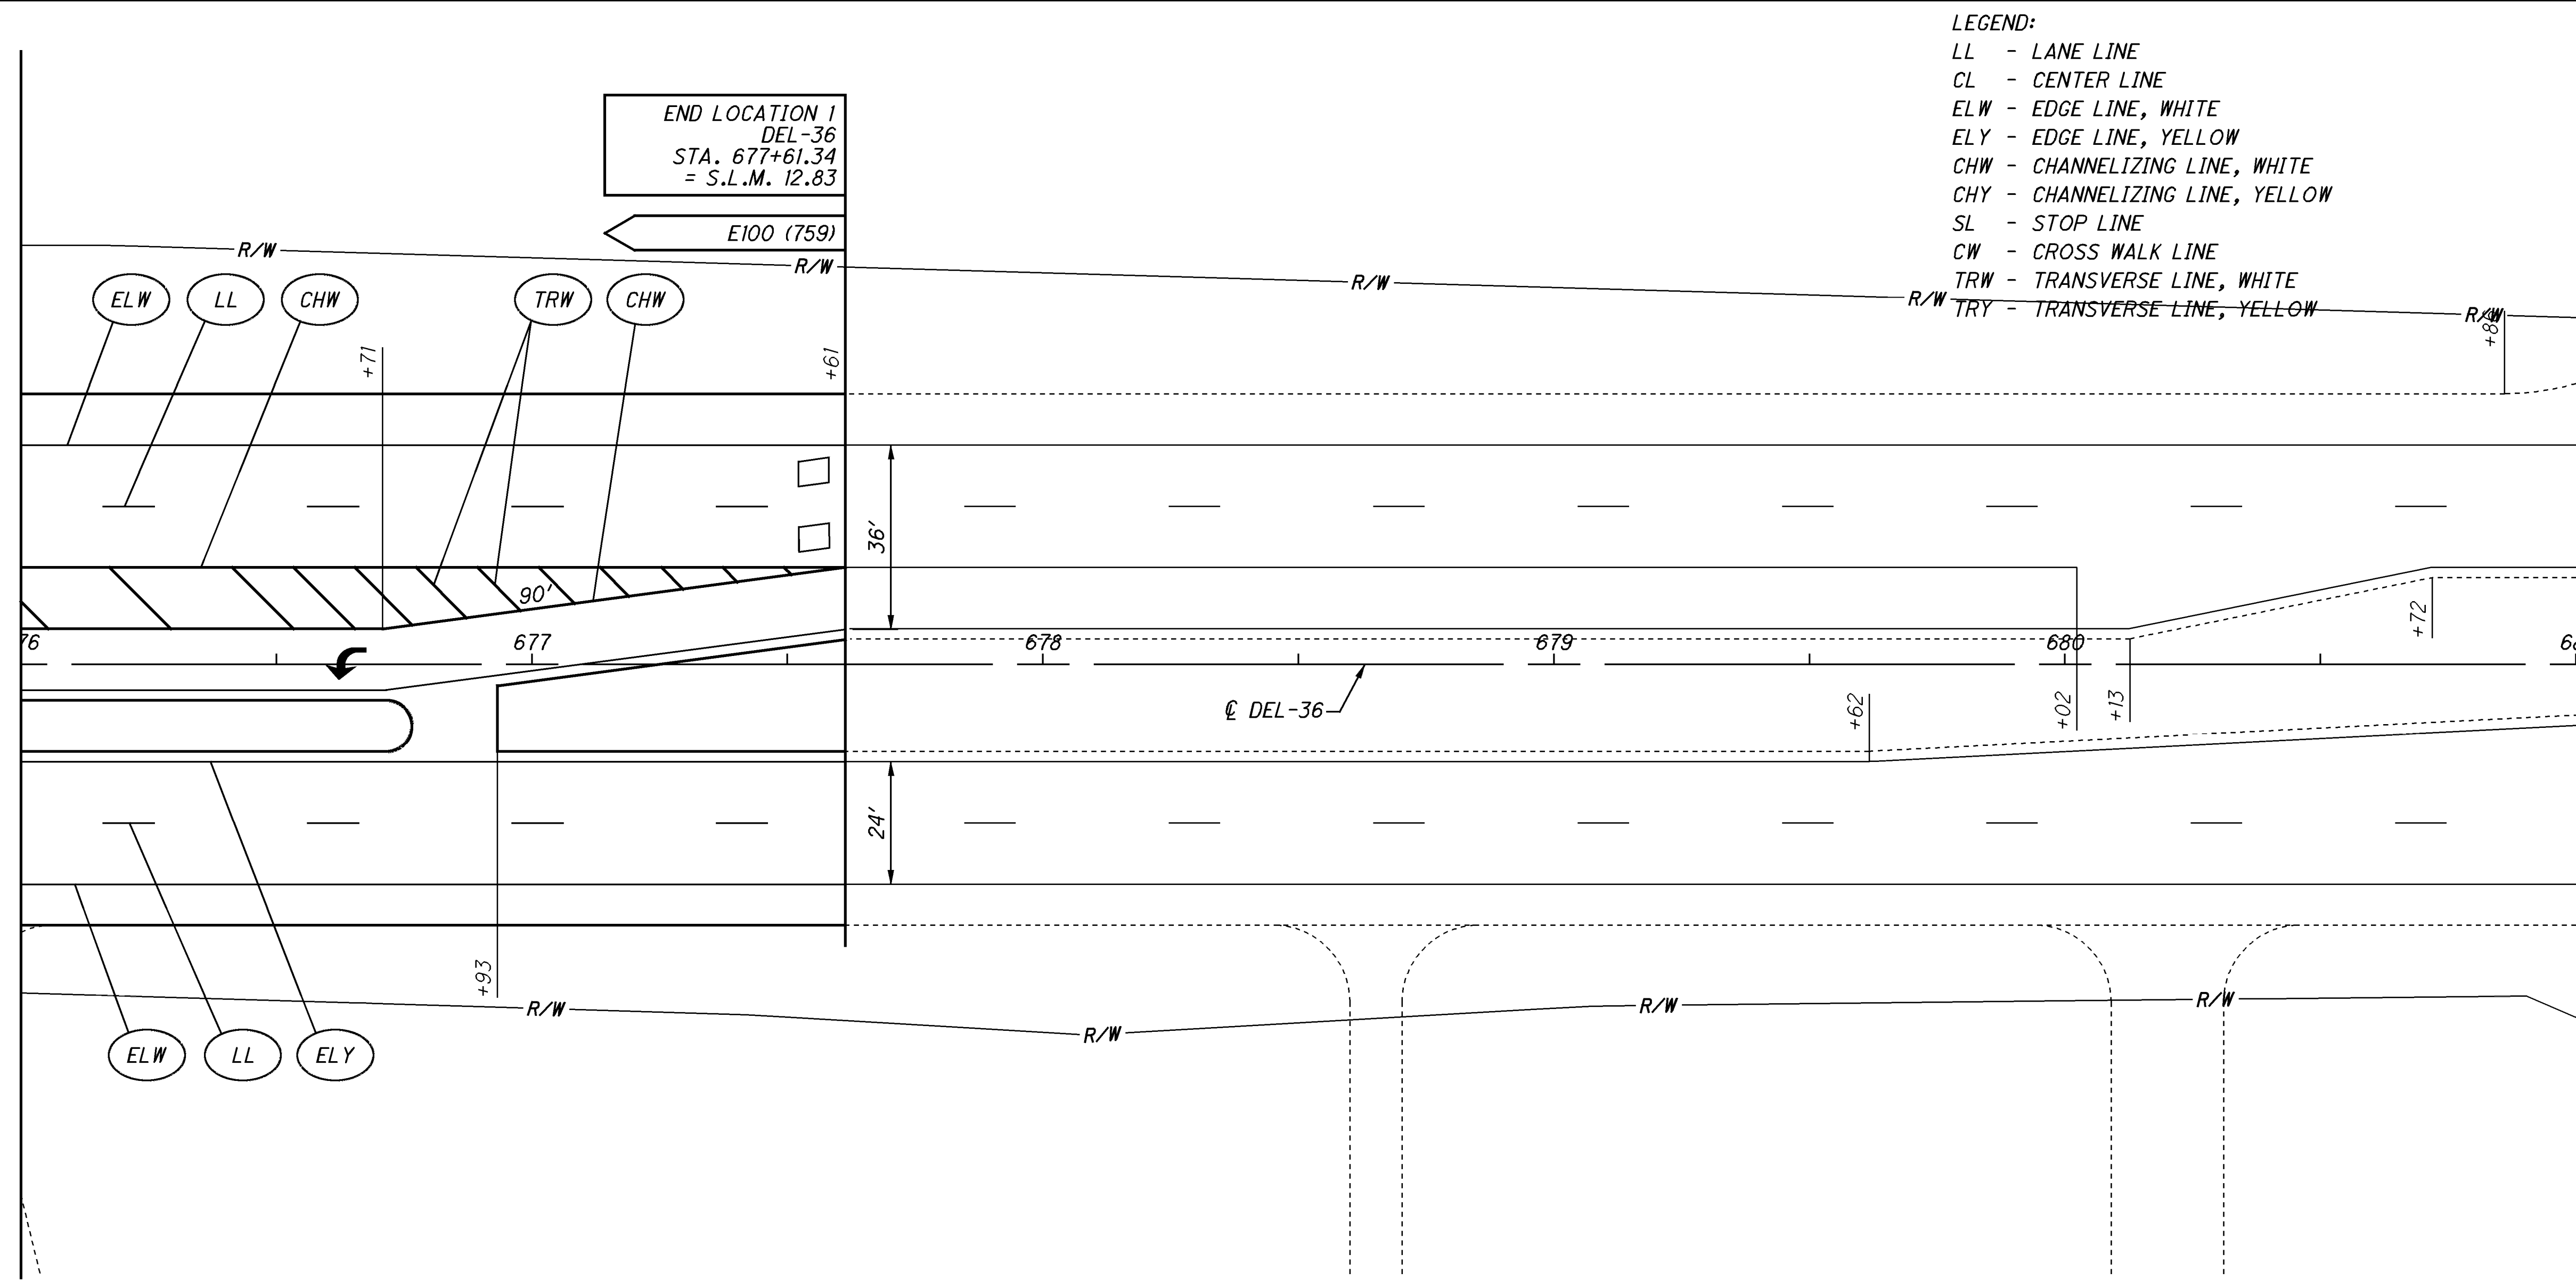 LEGEND:
LL - LANE LINE
CL - CENTER LINE
ELW - EDGE LINE, WHITE
ELY - EDGE LINE, YELLOW
CHW - CHANNELIZING LINE, WHITE
CHY - CHANNELIZING LINE, YELLOW
SL - STOP LINE
CW - CROSS WALK LINE
TRW - TRANSVERSE LINE, WHITE
TRY - TRANSVERSE LINE, YELLOW
END LOCATION 1
DEL-36
STA. 677+61.34
= S.L.M. 12.83
E100 (759)
R/W
R/W
R/W
R/W
R/W
ELW
LL
CHW
TRW
CHW
+71
+61
36'
90'
+72
677
678
679
680
℄ DEL-36
+62
+02
+13
24'
+93
R/W
R/W
R/W
R/W
ELW
LL
ELY